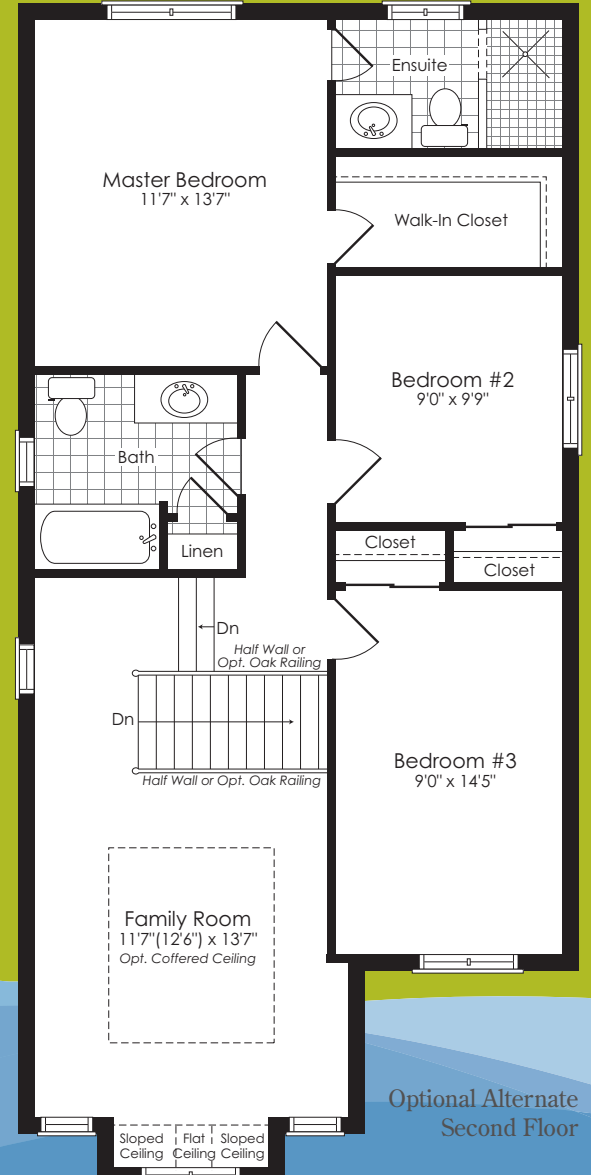 Ensuite
Master Bedroom
11'7" x 13'7"
Walk-In Closet
Bedroom #2
9'0" x 9'9"
Bath
Linen
Closet
Closet
Dn
Half Wall or
Opt. Oak Railing
Dn
Half Wall or Opt. Oak Railing
Bedroom #3
9'0" x 14'5"
Family Room
11'7"(12'6") x 13'7"
Opt. Coffered Ceiling
Optional Alternate
Second Floor
Sloped Flat Sloped
Ceiling Ceiling Ceiling